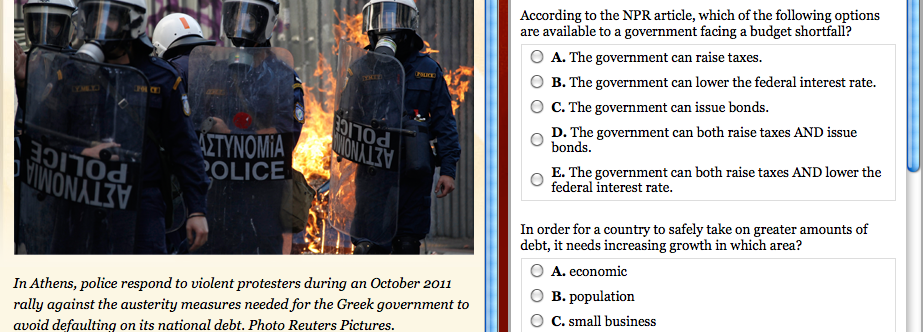 POLICE
ΑΣΤΥΝΟΜΙΑ
ΑΣΤΥΝΟΜiΑ
POLICE
POLICE
ΑΣΤΥΝΟΜΙΑ
POLICE
In Athens, police respond to violent protesters during an October 2011
rally against the austerity measures needed for the Greek government to
avoid defaulting on its national debt. Photo Reuters Pictures.
According to the NPR article, which of the following options
are available to a government facing a budget shortfall?
A. The government can raise taxes.
B. The government can lower the federal interest rate.
C. The government can issue bonds.
D. The government can both raise taxes AND issue
bonds.
E. The government can both raise taxes AND lower the
federal interest rate.
In order for a country to safely take on greater amounts of
debt, it needs increasing growth in which area?
A. economic
B. population
C. small business